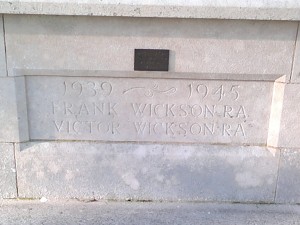 1939 ~ 1945
FRANK WICKSON.RA.
VICTOR WICKSON.RA.